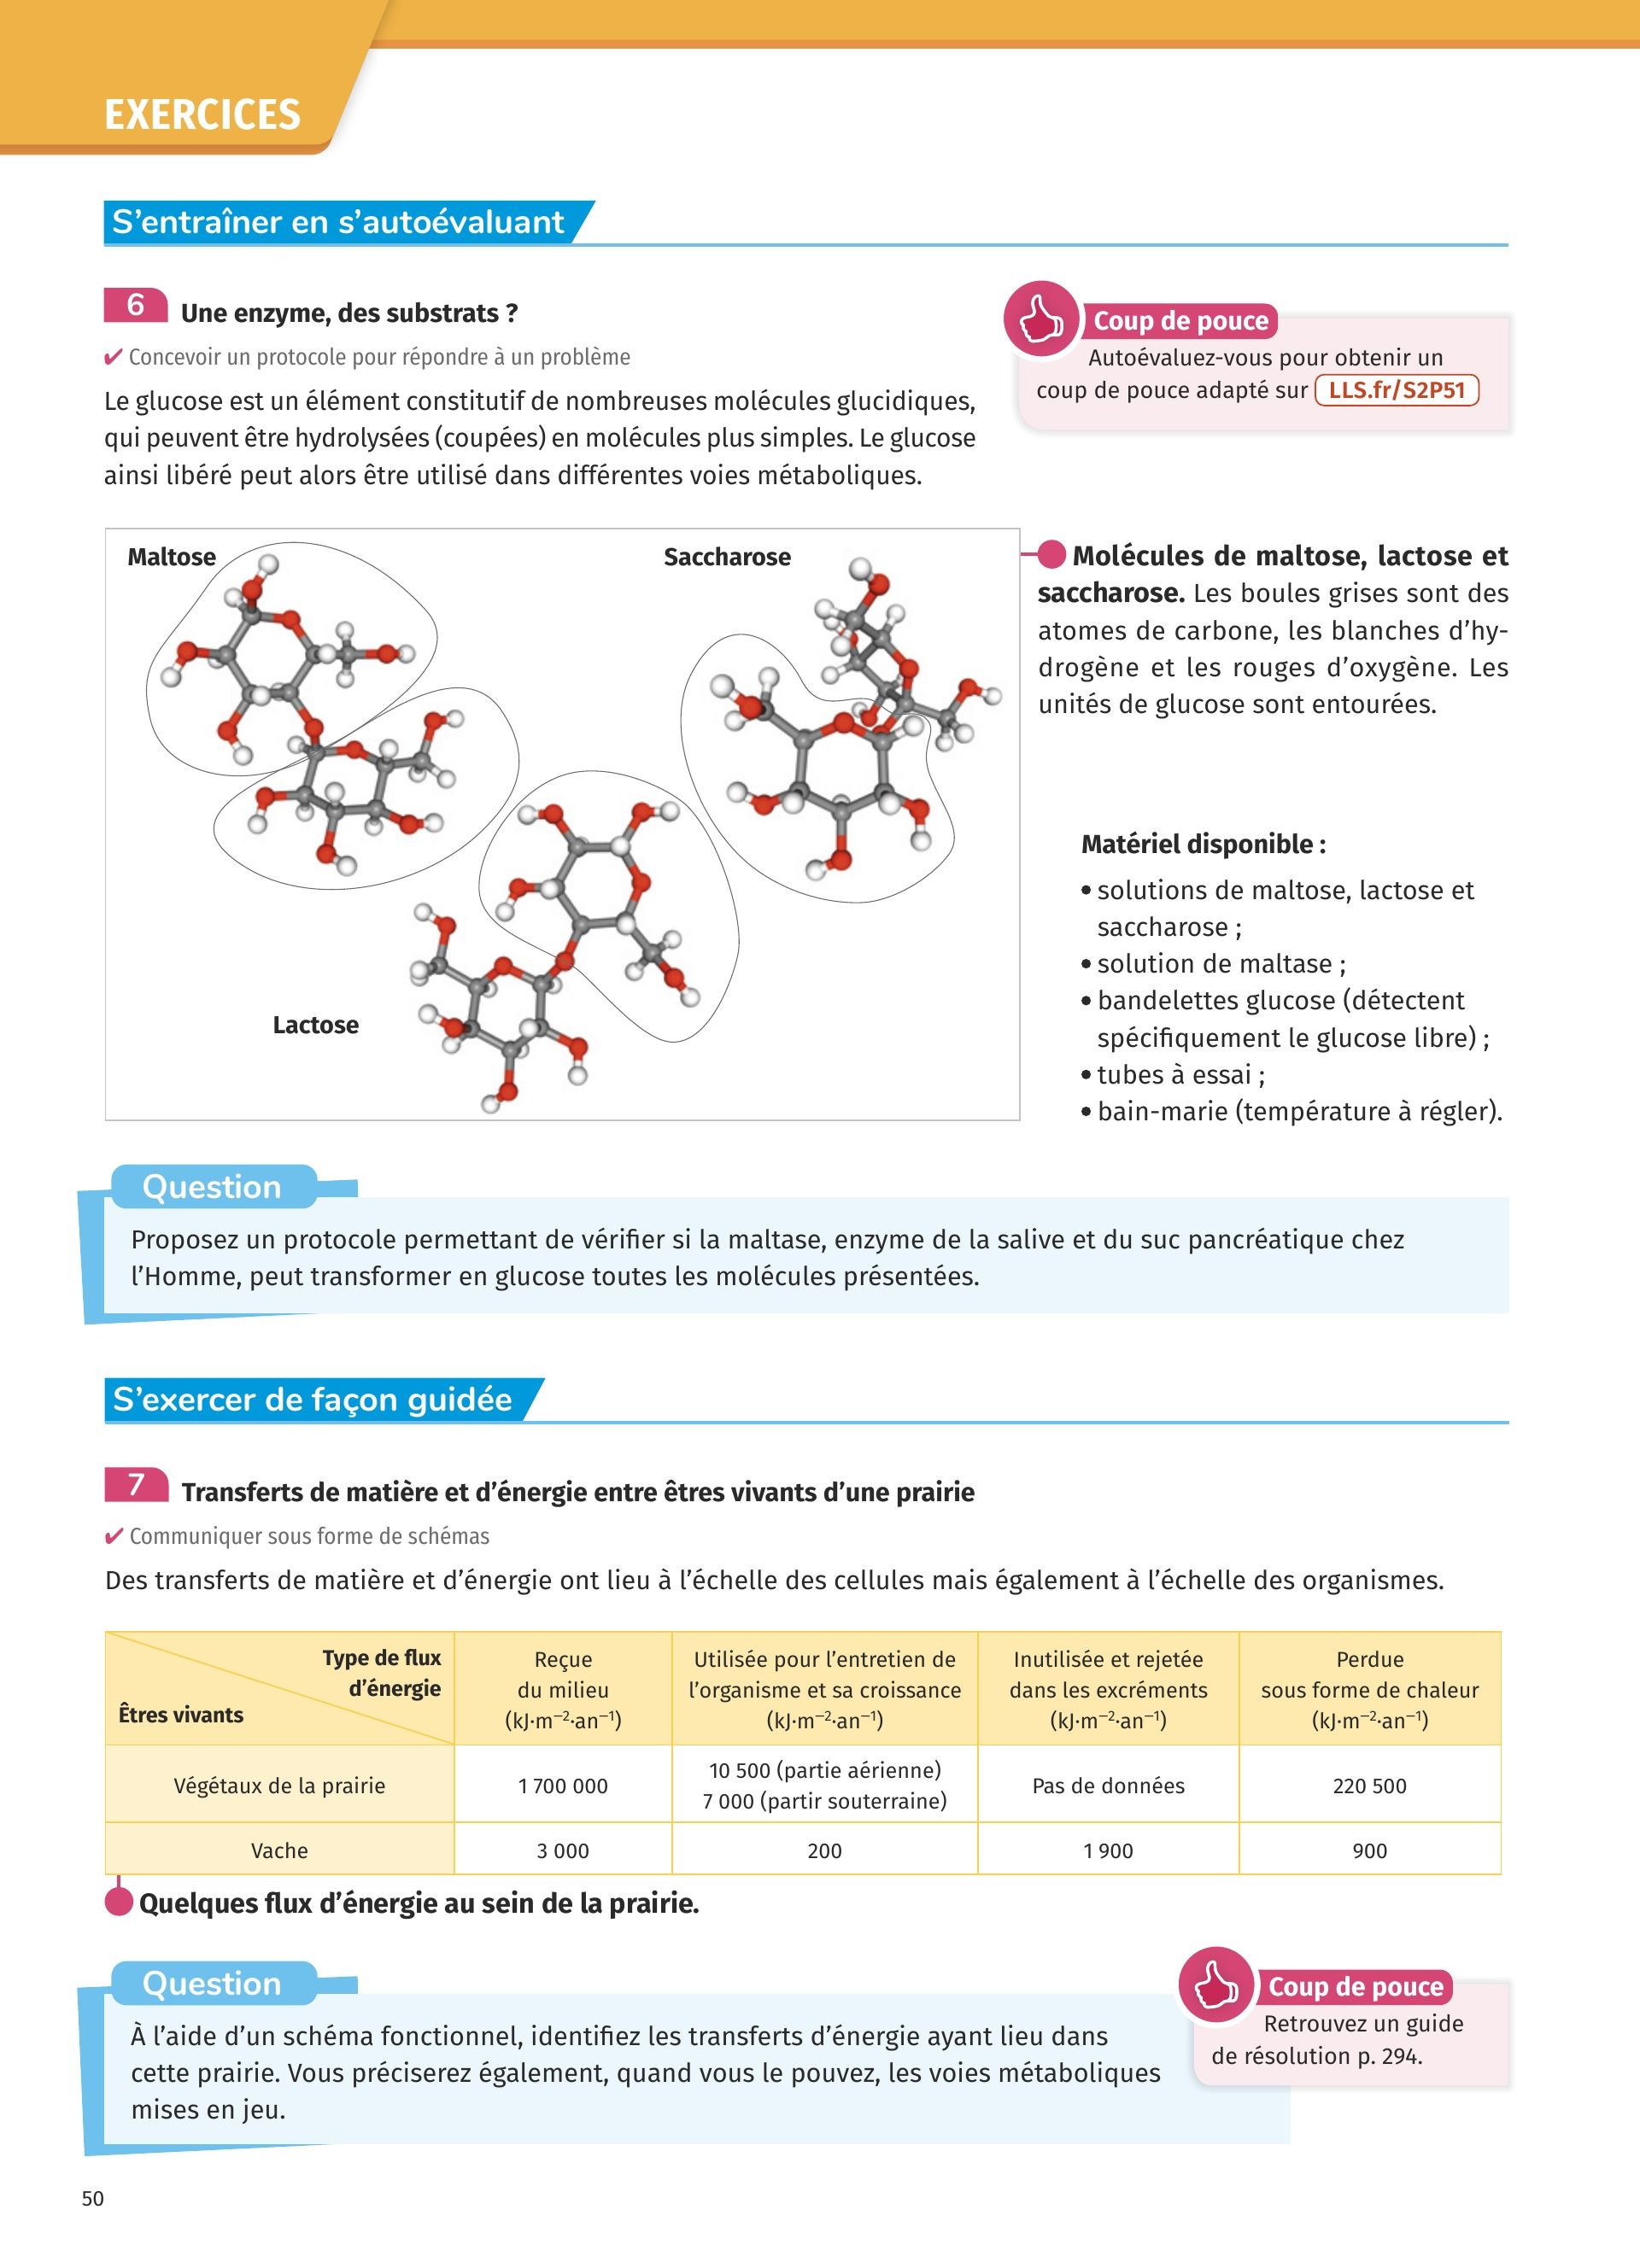 EXERCICES
S'entraîner en s'autoévaluant
6 Une enzyme, des substrats ?
✔ Concevoir un protocole pour répondre à un problème
Le glucose est un élément constitutif de nombreuses molécules glucidiques,
qui peuvent être hydrolysées (coupées) en molécules plus simples. Le glucose
ainsi libéré peut alors être utilisé dans différentes voies métaboliques.
Coup de pouce
Autoévaluez-vous pour obtenir un
coup de pouce adapté sur LLS.fr/S2P51
Maltose
Saccharose
Lactose
Molécules de maltose, lactose et
saccharose. Les boules grises sont des
atomes de carbone, les blanches d'hy-
drogène et les rouges d'oxygène. Les
unités de glucose sont entourées.
Matériel disponible :
• solutions de maltose, lactose et
saccharose ;
• solution de maltase ;
• bandelettes glucose (détectent
spécifiquement le glucose libre) ;
• tubes à essai ;
• bain-marie (température à régler).
Question
Proposez un protocole permettant de vérifier si la maltase, enzyme de la salive et du suc pancréatique chez
l'Homme, peut transformer en glucose toutes les molécules présentées.
S'exercer de façon guidée
7 Transferts de matière et d'énergie entre êtres vivants d'une prairie
✔ Communiquer sous forme de schémas
Des transferts de matière et d'énergie ont lieu à l'échelle des cellules mais également à l'échelle des organismes.
Type de flux
d'énergie
Êtres vivants
Reçue
du milieu
(kJ·m⁻²·an⁻¹)
Utilisée pour l'entretien de
l'organisme et sa croissance
(kJ·m⁻²·an⁻¹)
Inutilisée et rejetée
dans les excréments
(kJ·m⁻²·an⁻¹)
Perdue
sous forme de chaleur
(kJ·m⁻²·an⁻¹)
Végétaux de la prairie
1 700 000
10 500 (partie aérienne)
7 000 (partir souterraine)
Pas de données
220 500
Vache
3 000
200
1 900
900
Quelques flux d'énergie au sein de la prairie.
Question
À l'aide d'un schéma fonctionnel, identifiez les transferts d'énergie ayant lieu dans
cette prairie. Vous préciserez également, quand vous le pouvez, les voies métaboliques
mises en jeu.
Coup de pouce
Retrouvez un guide
de résolution p. 294.
50